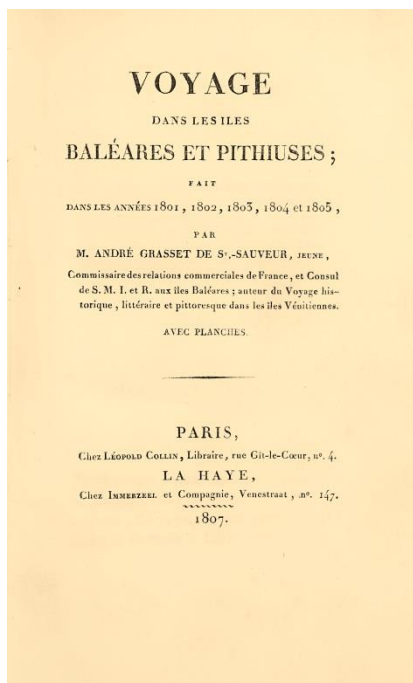 VOYAGE
DANS LES ILES
BALÉARES ET PITHIUSES ;
FAIT
DANS LES ANNÉES 1801 , 1802 , 1803 , 1804 et 1805 ,
PAR
M. ANDRÉ GRASSET DE St.-SAUVEUR, JEUNE ,
Commissaire des relations commerciales de France, et Consul
de S. M. I. et R. aux îles Baléares ; auteur du Voyage his-
torique , littéraire et pittoresque dans les îles Vénitiennes.
AVEC PLANCHES.
PARIS,
Chez LÉOPOLD COLLIN, Libraire, rue Gît-le-Cœur, no. 4.
LA HAYE,
Chez IMMERZEEL et Compagnie, Venestraat , no. 147.
1807.